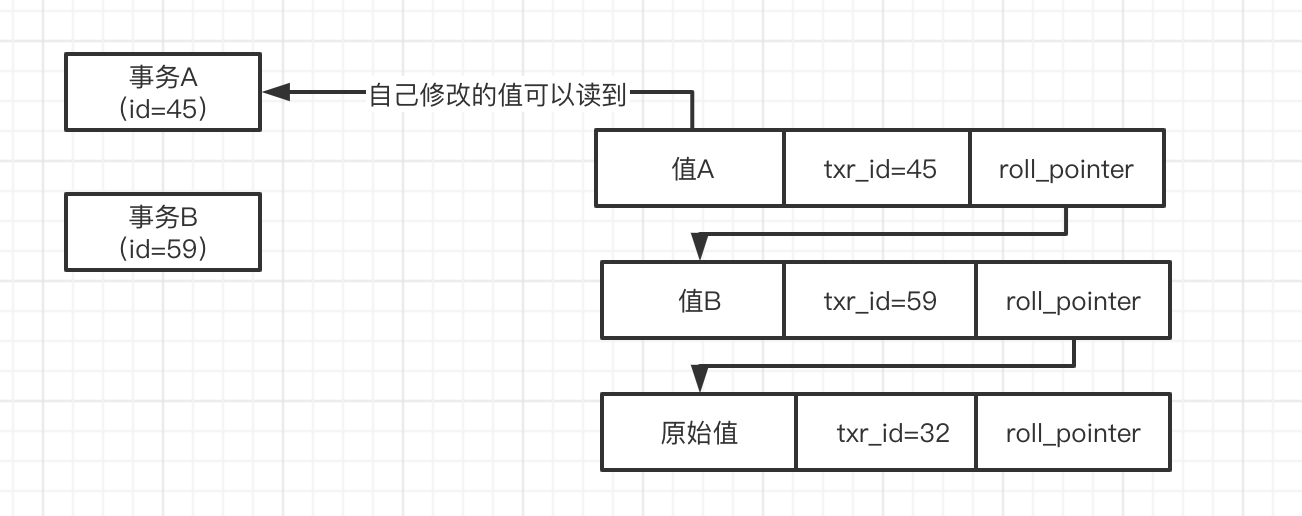 事务A
(id=45)
自己修改的值可以读到
值A
txr_id=45
roll_pointer
事务B
(id=59)
值B
txr_id=59
roll_pointer
原始值
txr_id=32
roll_pointer